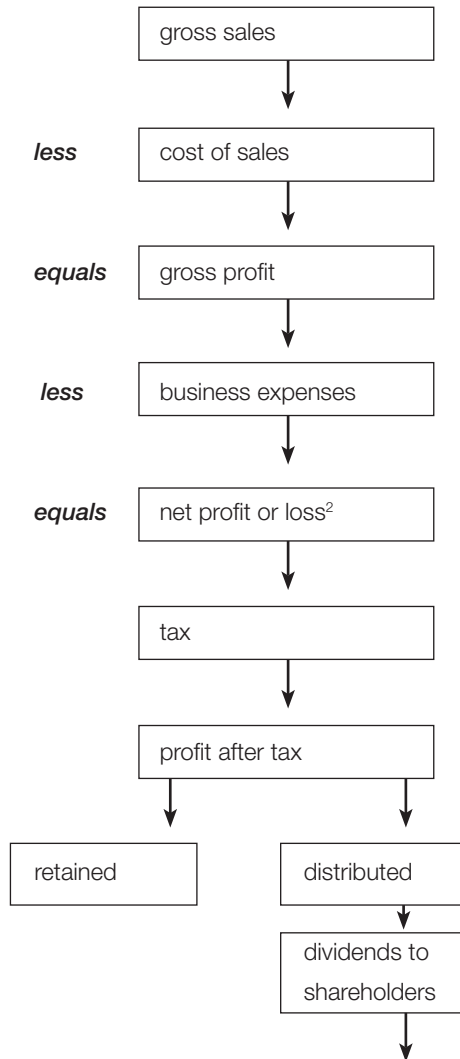 gross sales
less cost of sales
equals gross profit
less business expenses
equals net profit or loss²
tax
profit after tax
retained distributed
dividends to
shareholders